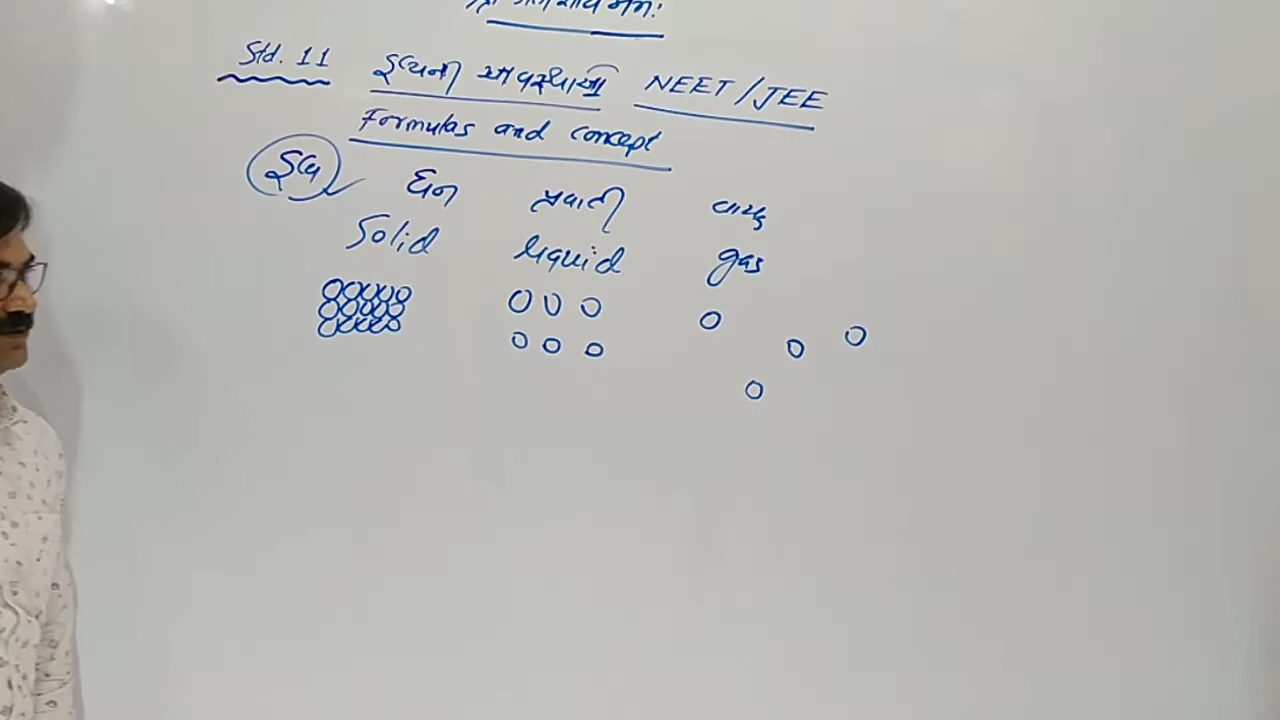 Std. 11 દ્રવ્યની અવસ્થાઓ NEET/JEE
Formulas and concept
દ્રવ્ય ઘન પ્રવાહી વાયુ
Solid liquid gas